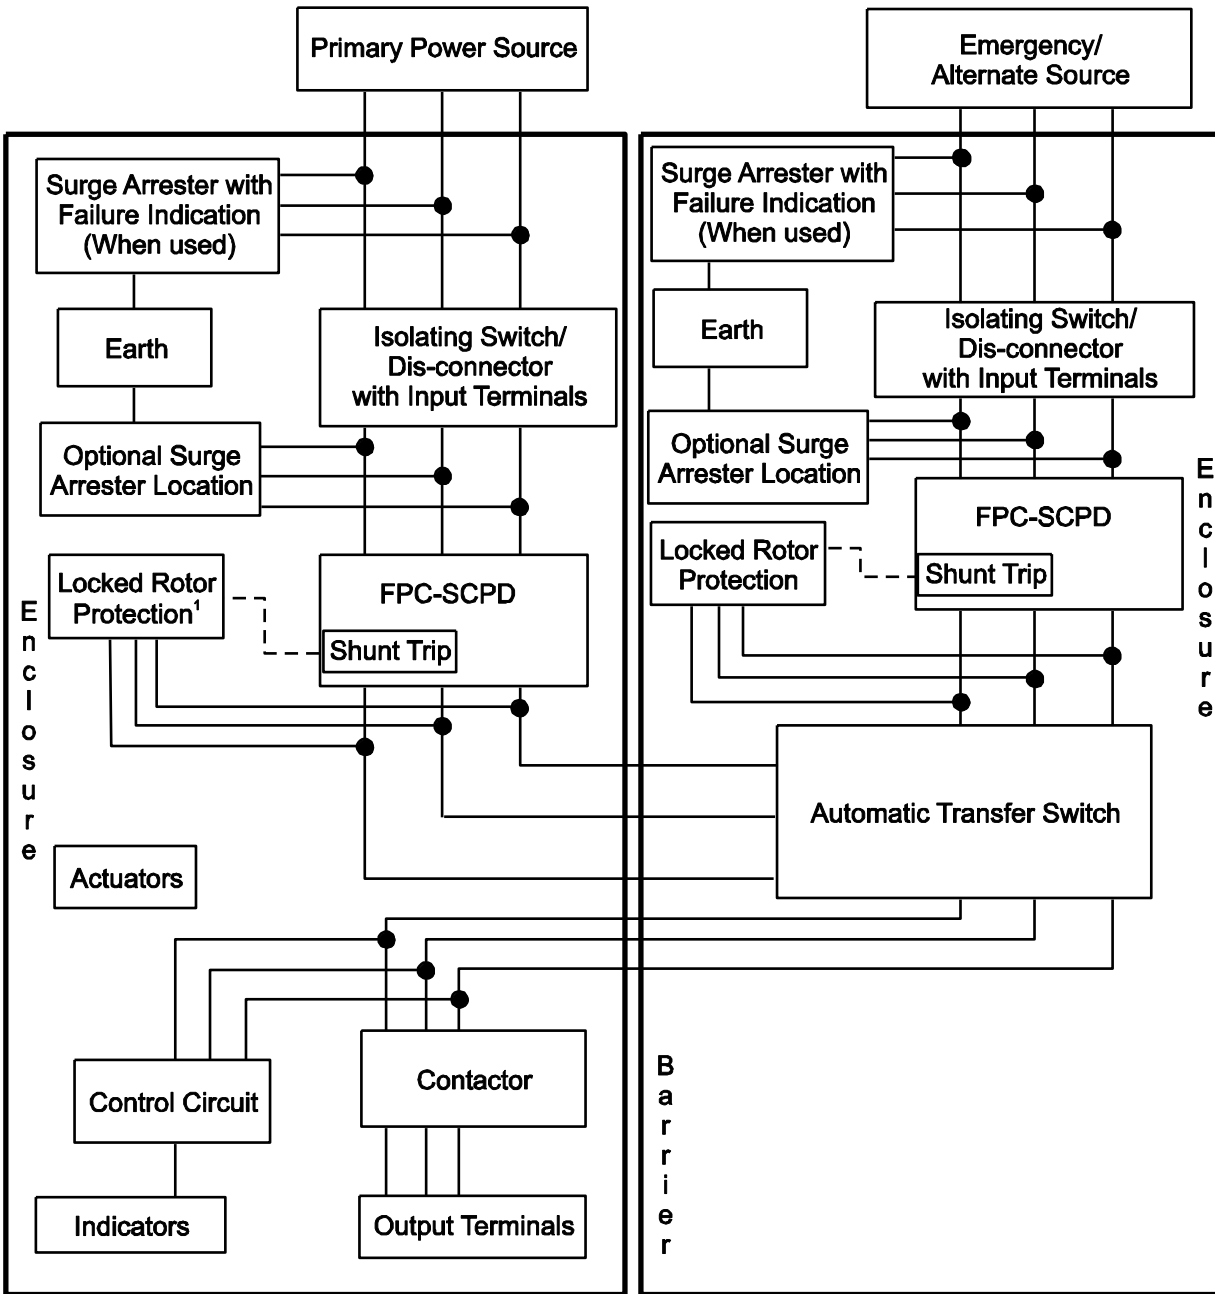 Primary Power Source
Emergency/
Alternate Source
Surge Arrester with
Failure Indication
(When used)
Earth
Isolating Switch/
Dis-connector
with Input Terminals
Optional Surge
Arrester Location
Locked Rotor
Protection¹
FPC-SCPD
Shunt Trip
Enclosure
Actuators
Control Circuit
Contactor
Indicators
Output Terminals
Surge Arrester with
Failure Indication
(When used)
Earth
Isolating Switch/
Dis-connector
with Input Terminals
Optional Surge
Arrester Location
Locked Rotor
Protection
FPC-SCPD
Shunt Trip
Enclosure
Automatic Transfer Switch
Barrier